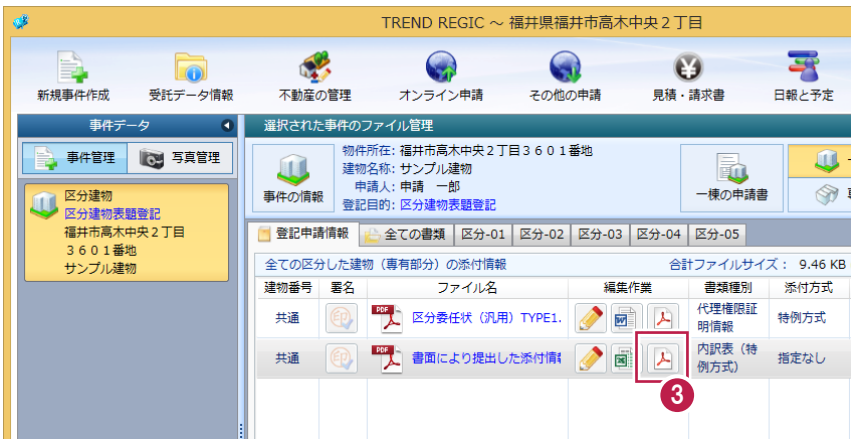 TREND REGIC ～ 福井県福井市高木中央２丁目
新規事件作成
受託データ情報
不動産の管理
オンライン申請
その他の申請
見積・請求書
日報と予定
事件データ
選択された事件のファイル管理
事件管理
写真管理
区分建物
区分建物表題登記
福井市高木中央２丁目
３６０１番地
サンプル建物
事件の情報
物件所在: 福井市高木中央２丁目３６０１番地
建物名称: サンプル建物
申請人: 申請　一郎
登記目的: 区分建物表題登記
一棟の申請書
登記申請情報
全ての書類
区分-01
区分-02
区分-03
区分-04
区分-05
全ての区分した建物（専有部分）の添付情報
合計ファイルサイズ： 9.46 KB
建物番号
署名
ファイル名
編集作業
書類種別
添付方式
共通
区分委任状（汎用）TYPE1.
代理権限証
明情報
特例方式
共通
書面により提出した添付情
内訳表（特
例方式）
指定なし
3